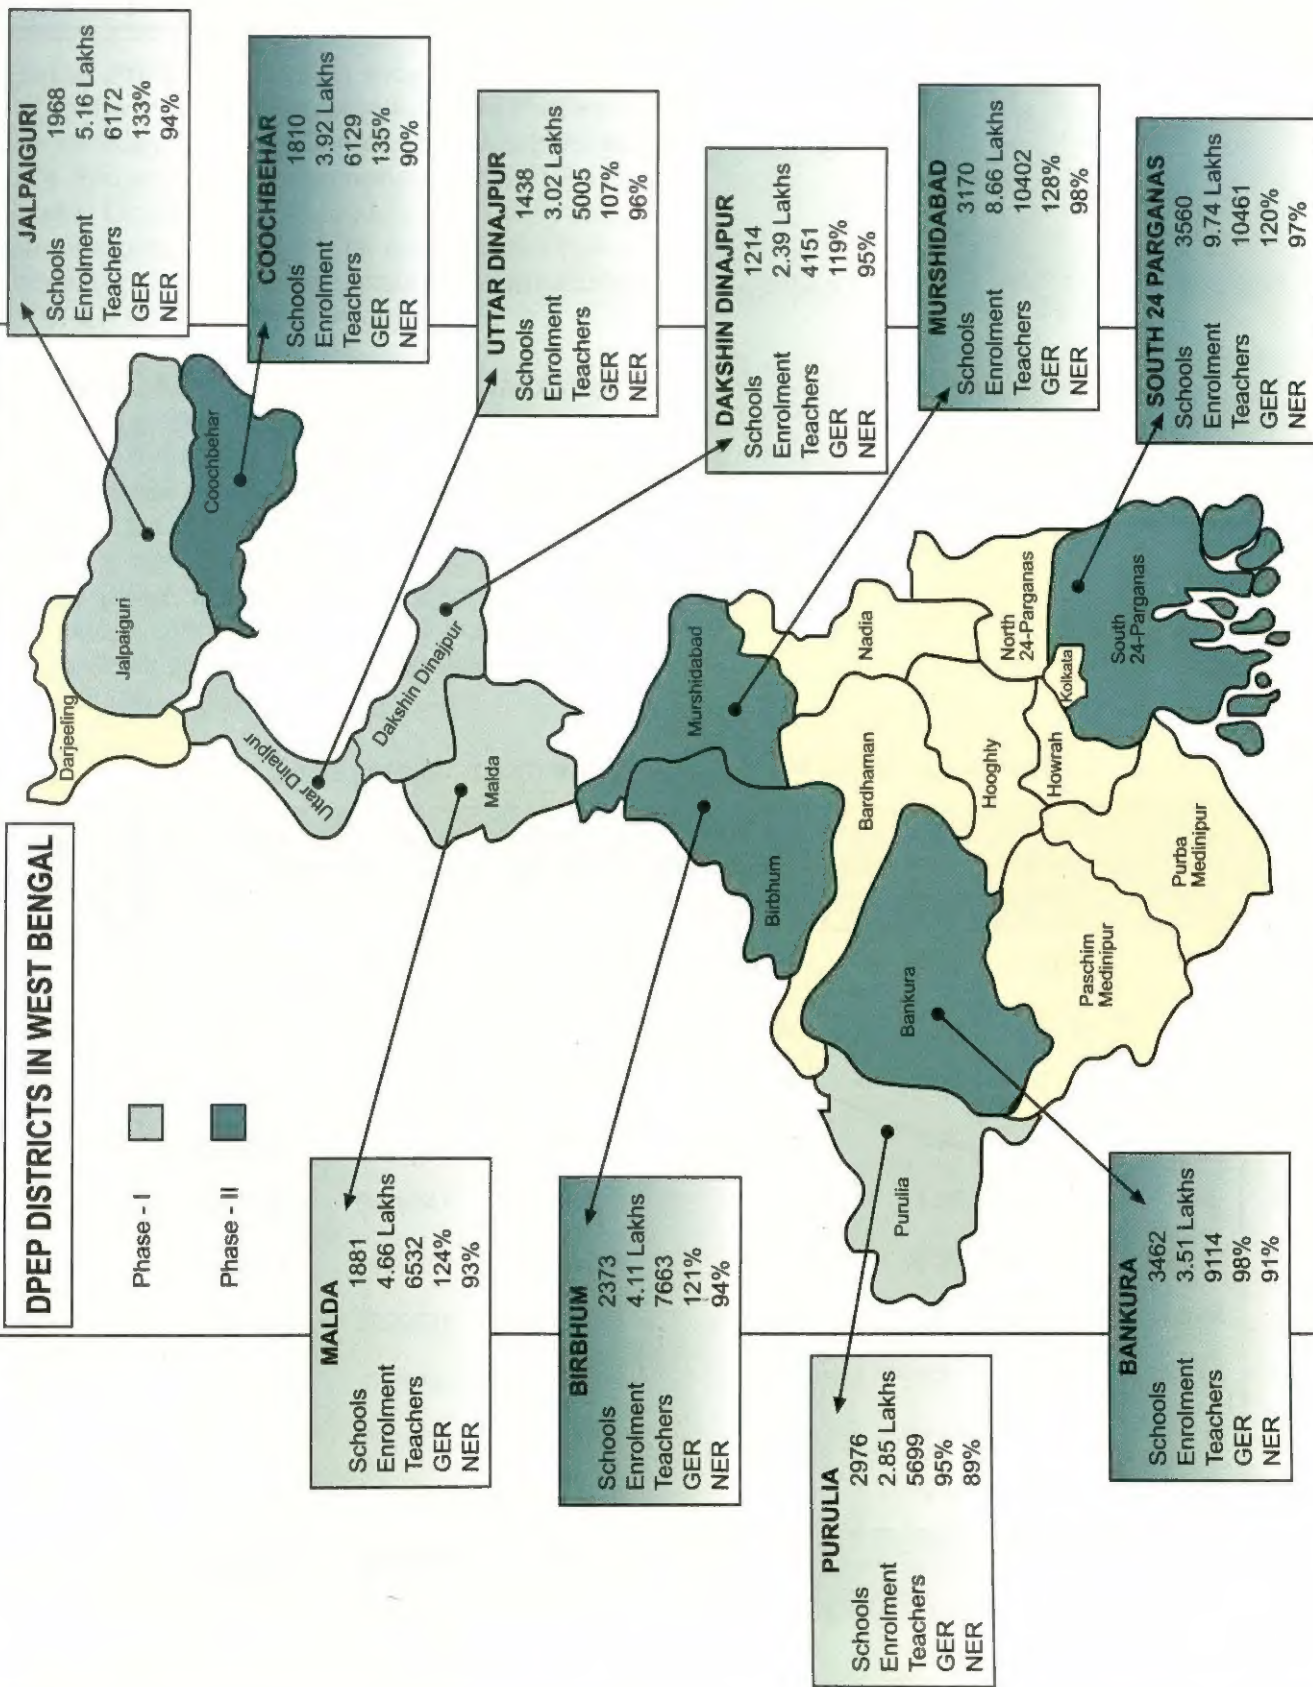 DPEP DISTRICTS IN WEST BENGAL
Phase - I
Phase - II
JALPAIGURI
Schools 1968
Enrolment 5.16 Lakhs
Teachers 6172
GER 133%
NER 94%
COOCHBEHAR
Schools 1810
Enrolment 3.92 Lakhs
Teachers 6129
GER 135%
NER 90%
UTTAR DINAJPUR
Schools 1438
Enrolment 3.02 Lakhs
Teachers 5005
GER 107%
NER 96%
DAKSHIN DINAJPUR
Schools 1214
Enrolment 2.39 Lakhs
Teachers 4151
GER 119%
NER 95%
MURSHIDABAD
Schools 3170
Enrolment 8.66 Lakhs
Teachers 10402
GER 128%
NER 98%
SOUTH 24 PARGANAS
Schools 3560
Enrolment 9.74 Lakhs
Teachers 10461
GER 120%
NER 97%
MALDA
Schools 1881
Enrolment 4.66 Lakhs
Teachers 6532
GER 124%
NER 93%
BIRBHUM
Schools 2373
Enrolment 4.11 Lakhs
Teachers 7663
GER 121%
NER 94%
PURULIA
Schools 2976
Enrolment 2.85 Lakhs
Teachers 5699
GER 95%
NER 89%
BANKURA
Schools 3462
Enrolment 3.51 Lakhs
Teachers 9114
GER 98%
NER 91%
Darjeeling
Jalpaiguri
Coochbehar
Uttar Dinajpur
Dakshin Dinajpur
Malda
Murshidabad
Birbhum
Nadia
Bardhaman
Purulia
Bankura
Hooghly
North
24-Parganas
Kolkata
Howrah
South
24-Parganas
Paschim
Medinipur
Purba
Medinipur